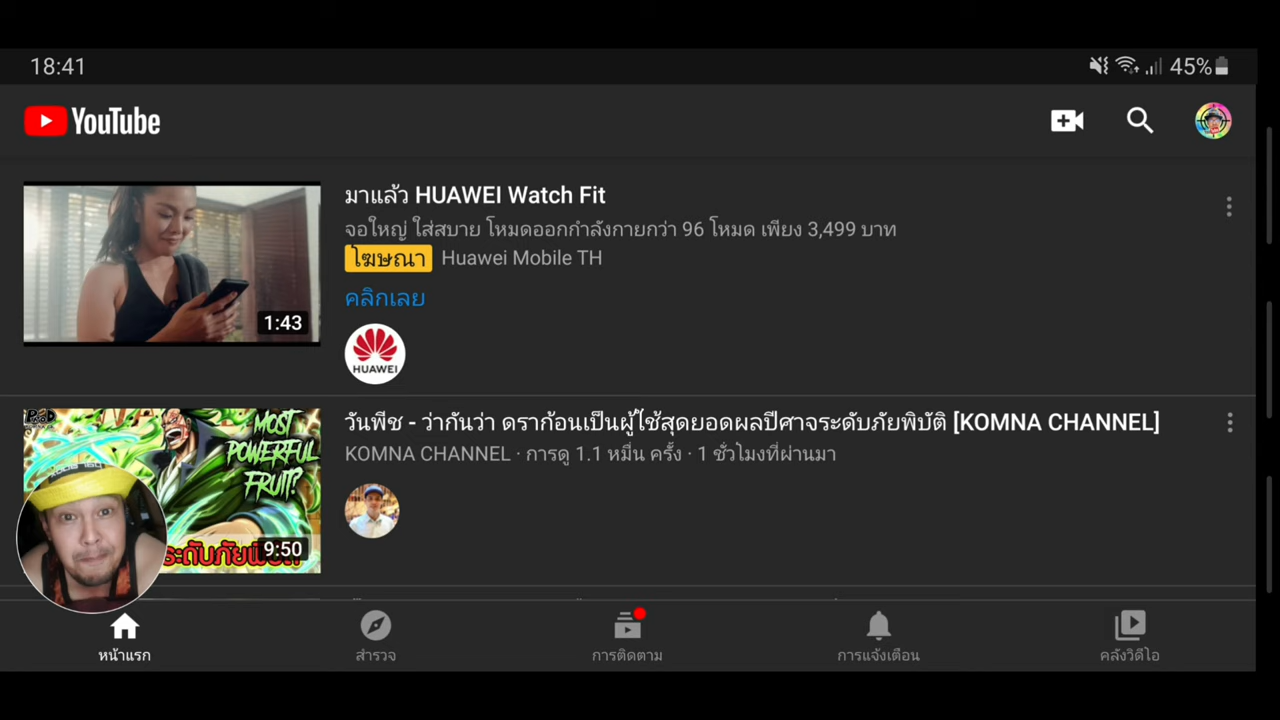 18:41
45%
YouTube
มาแล้ว HUAWEI Watch Fit
จอใหญ่ ใส่สบาย โหมดออกกำลังกายกว่า 96 โหมด เพียง 3,499 บาท
โฆษณา Huawei Mobile TH
คลิกเลย
1:43
HUAWEI
วันพีช - ว่ากันว่า ดราก้อนเป็นผู้ใช้สุดยอดผลปีศาจระดับภัยพิบัติ [KOMNA CHANNEL]
KOMNA CHANNEL · การดู 1.1 หมื่น ครั้ง · 1 ชั่วโมงที่ผ่านมา
MOST
POWERFUL
FRUIT?
9:50
หน้าแรก
สำรวจ
การติดตาม
การแจ้งเตือน
คลังวิดีโอ